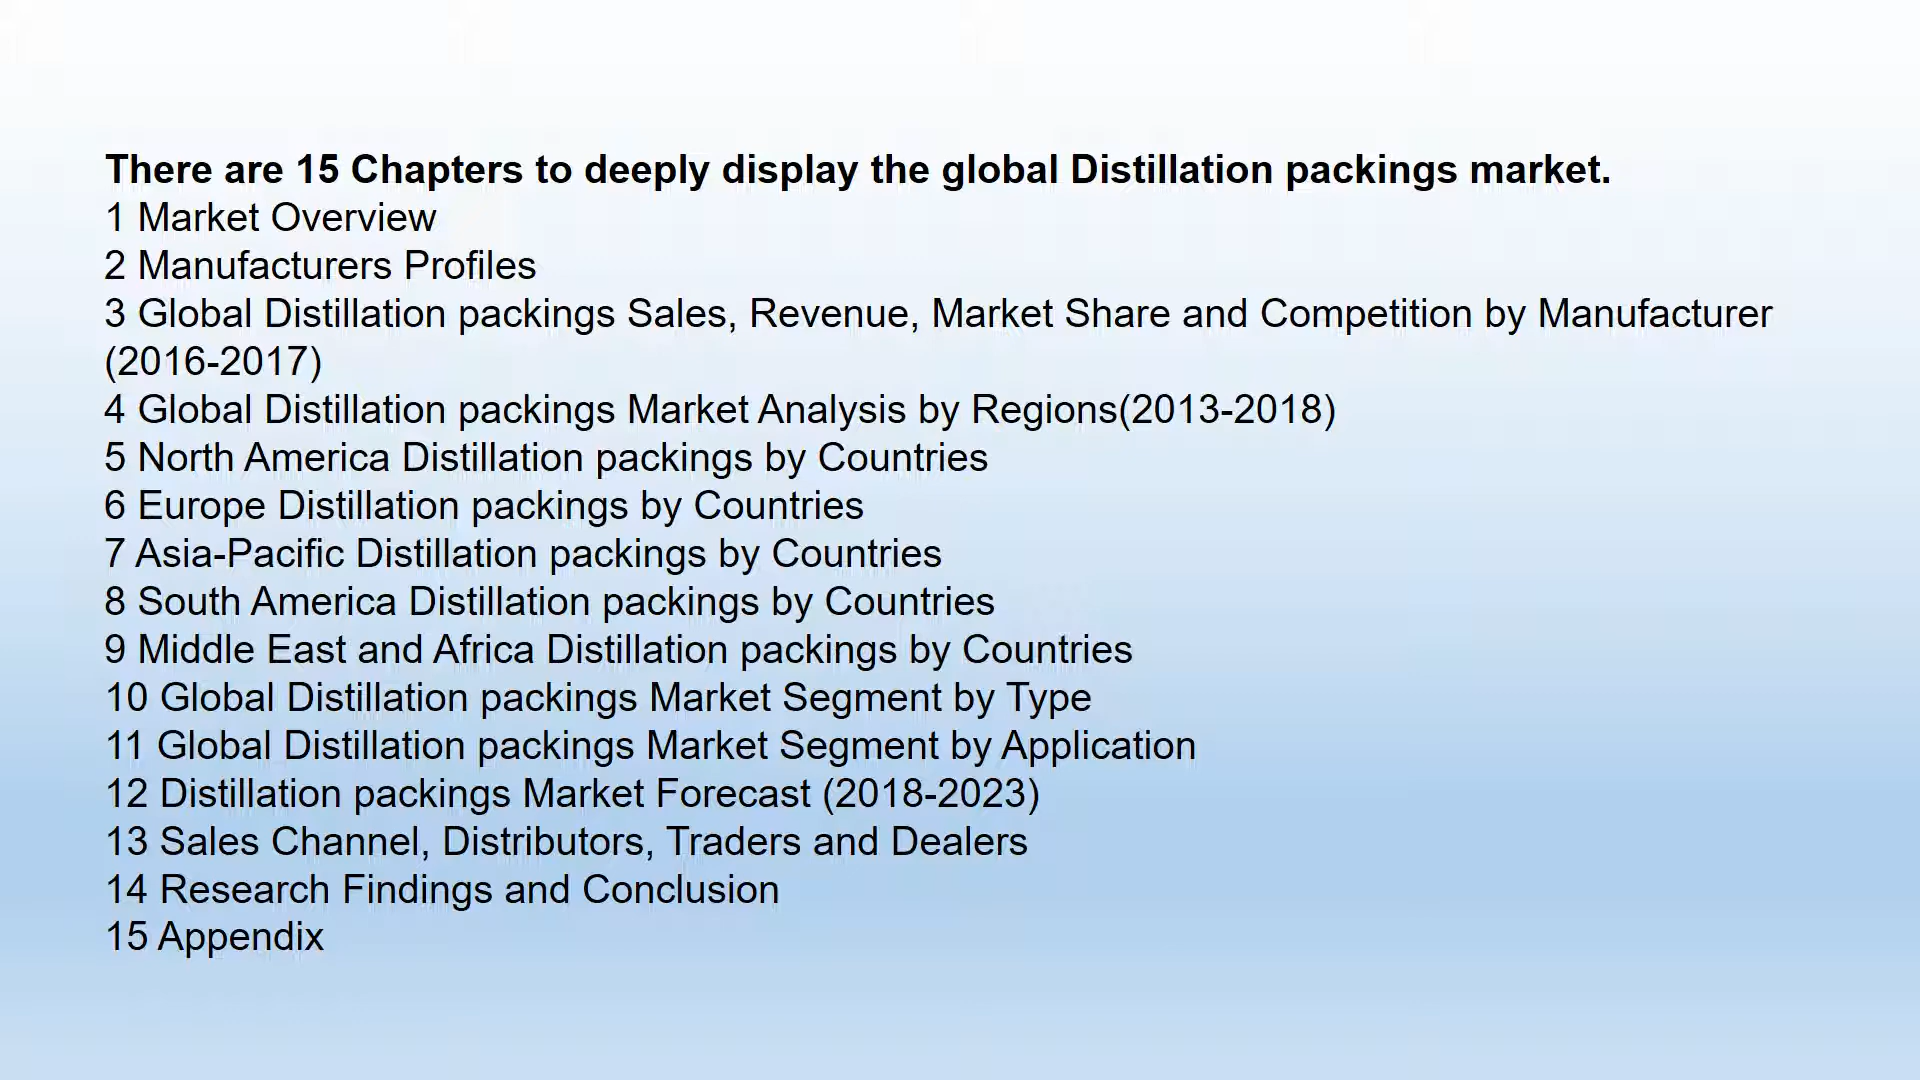 There are 15 Chapters to deeply display the global Distillation packings market.
1 Market Overview
2 Manufacturers Profiles
3 Global Distillation packings Sales, Revenue, Market Share and Competition by Manufacturer
(2016-2017)
4 Global Distillation packings Market Analysis by Regions(2013-2018)
5 North America Distillation packings by Countries
6 Europe Distillation packings by Countries
7 Asia-Pacific Distillation packings by Countries
8 South America Distillation packings by Countries
9 Middle East and Africa Distillation packings by Countries
10 Global Distillation packings Market Segment by Type
11 Global Distillation packings Market Segment by Application
12 Distillation packings Market Forecast (2018-2023)
13 Sales Channel, Distributors, Traders and Dealers
14 Research Findings and Conclusion
15 Appendix